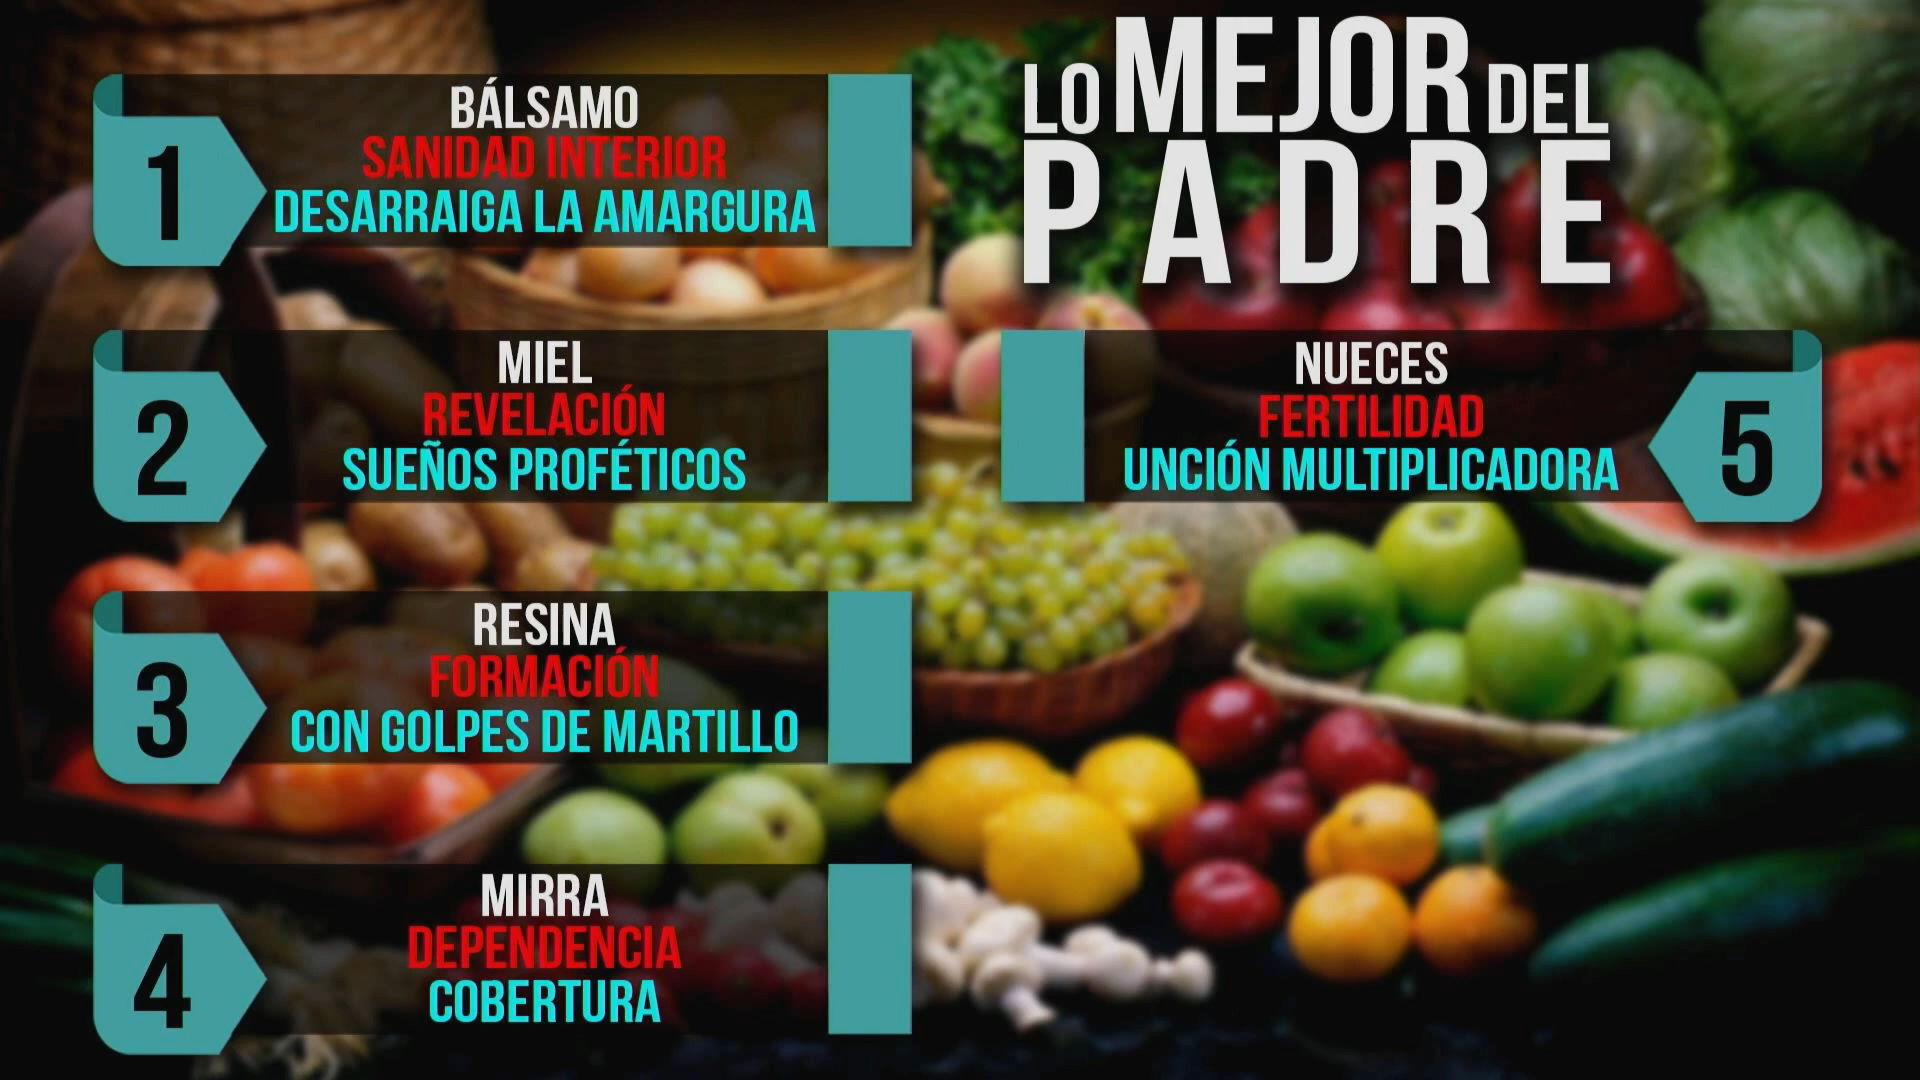 LO MEJOR DEL
PADRE
1
BÁLSAMO
SANIDAD INTERIOR
DESARRAIGA LA AMARGURA
2
MIEL
REVELACIÓN
SUEÑOS PROFÉTICOS
3
RESINA
FORMACIÓN
CON GOLPES DE MARTILLO
4
MIRRA
DEPENDENCIA
COBERTURA
5
NUECES
FERTILIDAD
UNCIÓN MULTIPLICADORA